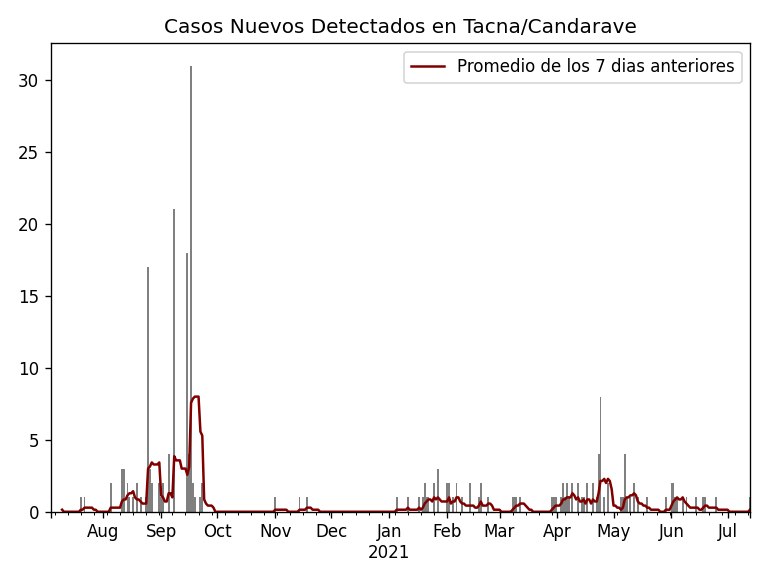 Casos Nuevos Detectados en Tacna/Candarave
Promedio de los 7 dias anteriores
30
25
20
15
10
5
0
Aug Sep Oct Nov Dec Jan Feb Mar Apr May Jun Jul
2021